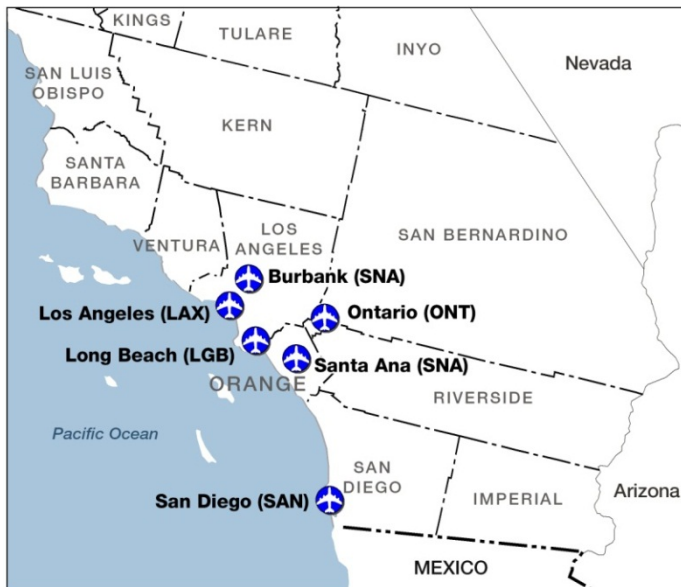 KINGS
TULARE
INYO
Nevada
SAN LUIS
OBISPO
KERN
SANTA
BARBARA
VENTURA
LOS
ANGELES
SAN BERNARDINO
Burbank (SNA)
Los Angeles (LAX)
Ontario (ONT)
Long Beach (LGB)
Santa Ana (SNA)
ORANGE
RIVERSIDE
Pacific Ocean
SAN
DIEGO
San Diego (SAN)
IMPERIAL
Arizona
MEXICO